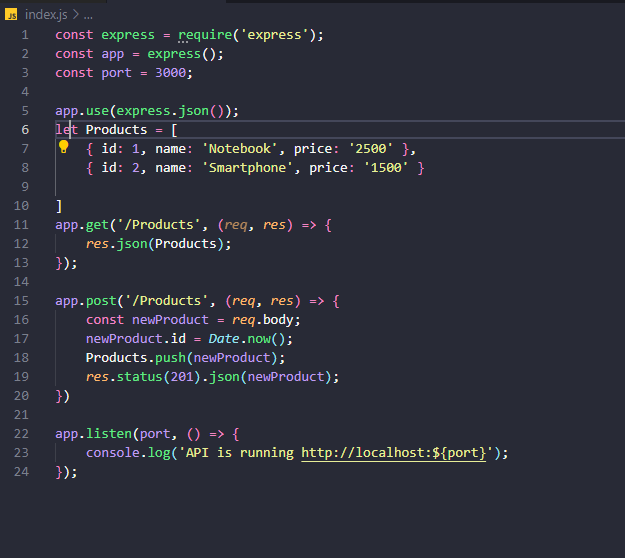 JS index.js > ...
1 const express = require('express');
2 const app = express();
3 const port = 3000;
4
5 app.use(express.json());
6 let Products = [
7     { id: 1, name: 'Notebook', price: '2500' },
8     { id: 2, name: 'Smartphone', price: '1500' }
9
10 ]
11 app.get('/Products', (req, res) => {
12     res.json(Products);
13 });
14
15 app.post('/Products', (req, res) => {
16     const newProduct = req.body;
17     newProduct.id = Date.now();
18     Products.push(newProduct);
19     res.status(201).json(newProduct);
20 })
21
22 app.listen(port, () => {
23     console.log('API is running http://localhost:${port}');
24 });